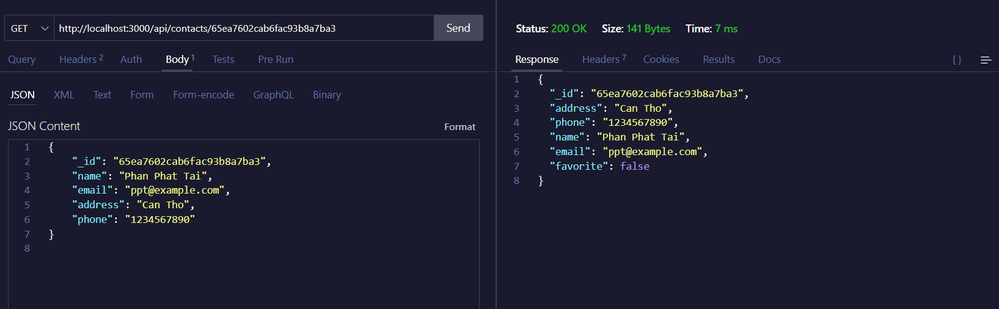 GET http://localhost:3000/api/contacts/65ea7602cab6fac93b8a7ba3 Send
Query Headers 2 Auth Body 1 Tests Pre Run
JSON XML Text Form Form-encode GraphQL Binary
JSON Content Format
1 {
2 "_id": "65ea7602cab6fac93b8a7ba3",
3 "name": "Phan Phat Tai",
4 "email": "ppt@example.com",
5 "address": "Can Tho",
6 "phone": "1234567890"
7 }
8
Status: 200 OK Size: 141 Bytes Time: 7 ms
Response Headers 7 Cookies Results Docs { }
1 {
2 "_id": "65ea7602cab6fac93b8a7ba3",
3 "address": "Can Tho",
4 "phone": "1234567890",
5 "name": "Phan Phat Tai",
6 "email": "ppt@example.com",
7 "favorite": false
8 }